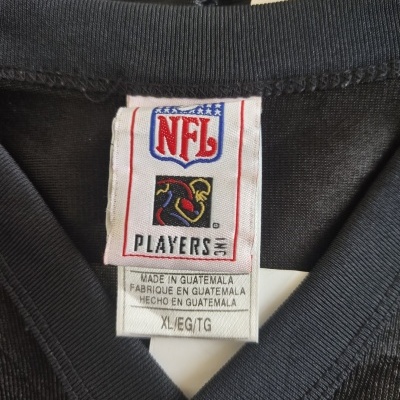 NFL
PLAYERS INC
MADE IN GUATEMALA
FABRIQUE EN GUATEMALA
HECHO EN GUATEMALA
XL/EG/TG